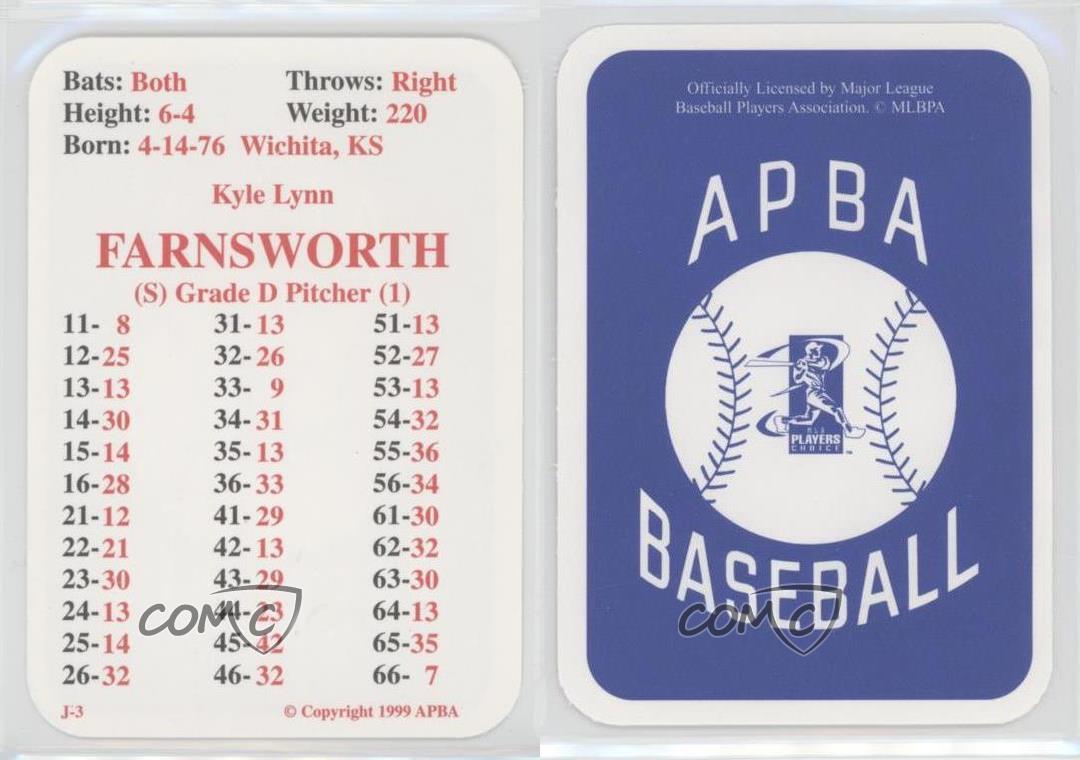 Bats: Both Throws: Right
Height: 6-4 Weight: 220
Born: 4-14-76 Wichita, KS
Kyle Lynn
FARNSWORTH
(S) Grade D Pitcher (1)
11- 8 31-13 51-13
12-25 32-26 52-27
13-13 33- 9 53-13
14-30 34-31 54-32
15-14 35-13 55-36
16-28 36-33 56-34
21-12 41-29 61-30
22-21 42-13 62-32
23-30 43-29 63-30
24-13 44-23 64-13
25-14 45-42 65-35
26-32 46-32 66- 7
J-3 © Copyright 1999 APBA
COMC
Officially Licensed by Major League
Baseball Players Association. © MLBPA
APBA
MLB
PLAYERS
CHOICE™
BASEBALL
COMC